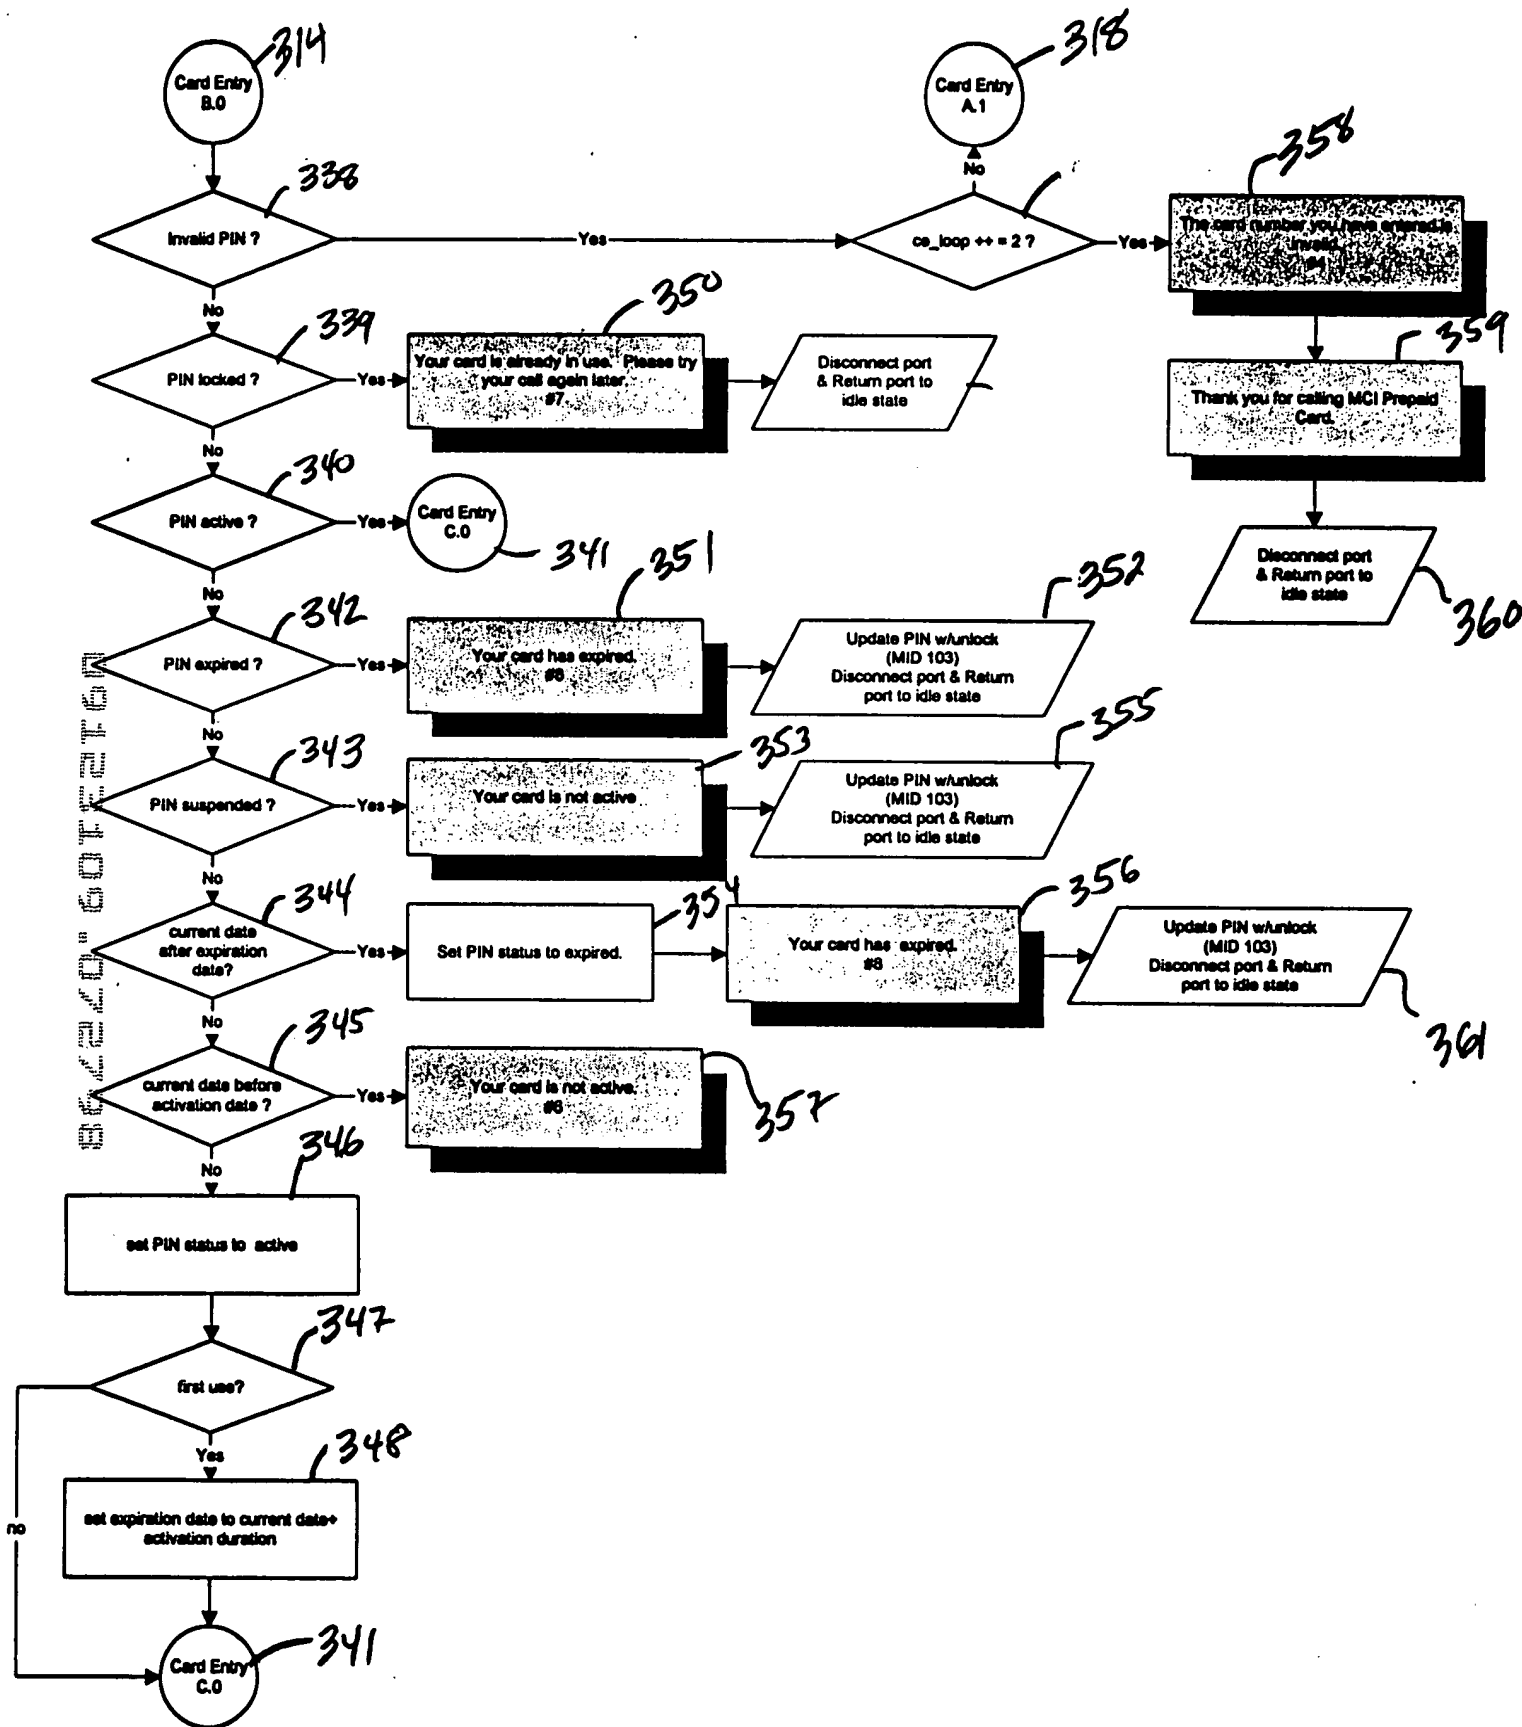 314
Card Entry
B.0
318
Card Entry
A.1
No
338
Invalid PIN ?
Yes
ce_loop ++ = 2 ?
Yes
358
The card number you have entered is
invalid.
#4
No
339
PIN locked ?
Yes
350
Your card is already in use. Please try
your call again later.
#7
Disconnect port
& Return port to
idle state
359
Thank you for calling MCI Prepaid
Card.
No
340
PIN active ?
Yes
Card Entry
C.0
341
Disconnect port
& Return port to
idle state
360
No
342
PIN expired ?
Yes
351
Your card has expired.
352
Update PIN w/unlock
(MID 103)
Disconnect port & Return
port to idle state
No
343
PIN suspended ?
Yes
353
Your card is not active
355
Update PIN w/unlock
(MID 103)
Disconnect port & Return
port to idle state
No
344
current date
after expiration
date?
Yes
Set PIN status to expired.
354
356
Your card has expired.
#8
Update PIN w/unlock
(MID 103)
Disconnect port & Return
port to idle state
361
No
345
current date before
activation date ?
Yes
Your card is not active.
#6
357
No
346
set PIN status to active
347
first use?
Yes
348
no
set expiration date to current date+
activation duration
Card Entry
C.0
341